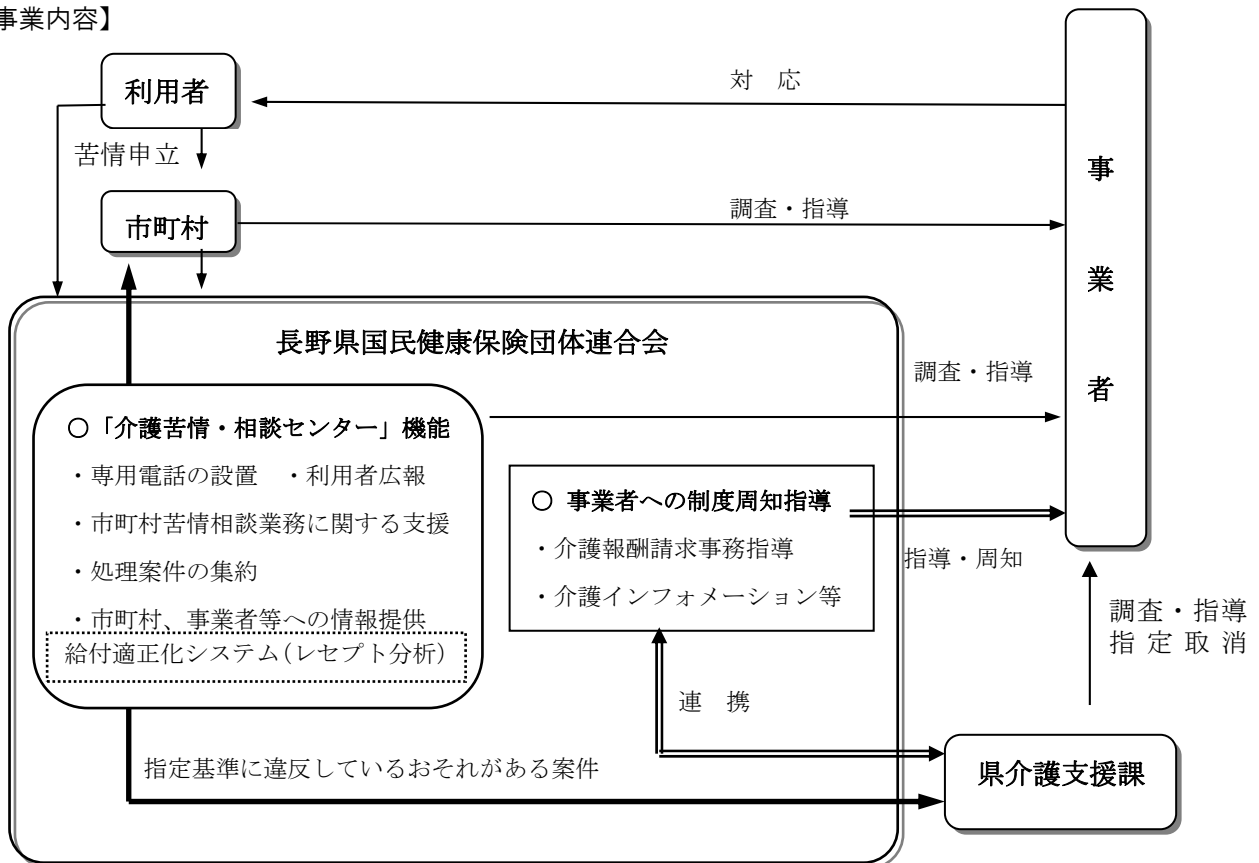 事業内容】
利用者
対　応
苦情申立
市町村
調査・指導
事業者
長野県国民健康保険団体連合会
調査・指導
○「介護苦情・相談センター」機能
・専用電話の設置　・利用者広報
・市町村苦情相談業務に関する支援
・処理案件の集約
・市町村、事業者等への情報提供
給付適正化システム(レセプト分析)
○ 事業者への制度周知指導
・介護報酬請求事務指導
・介護インフォメーション等
指導・周知
調査・指導
指 定 取 消
連　携
指定基準に違反しているおそれがある案件
県介護支援課